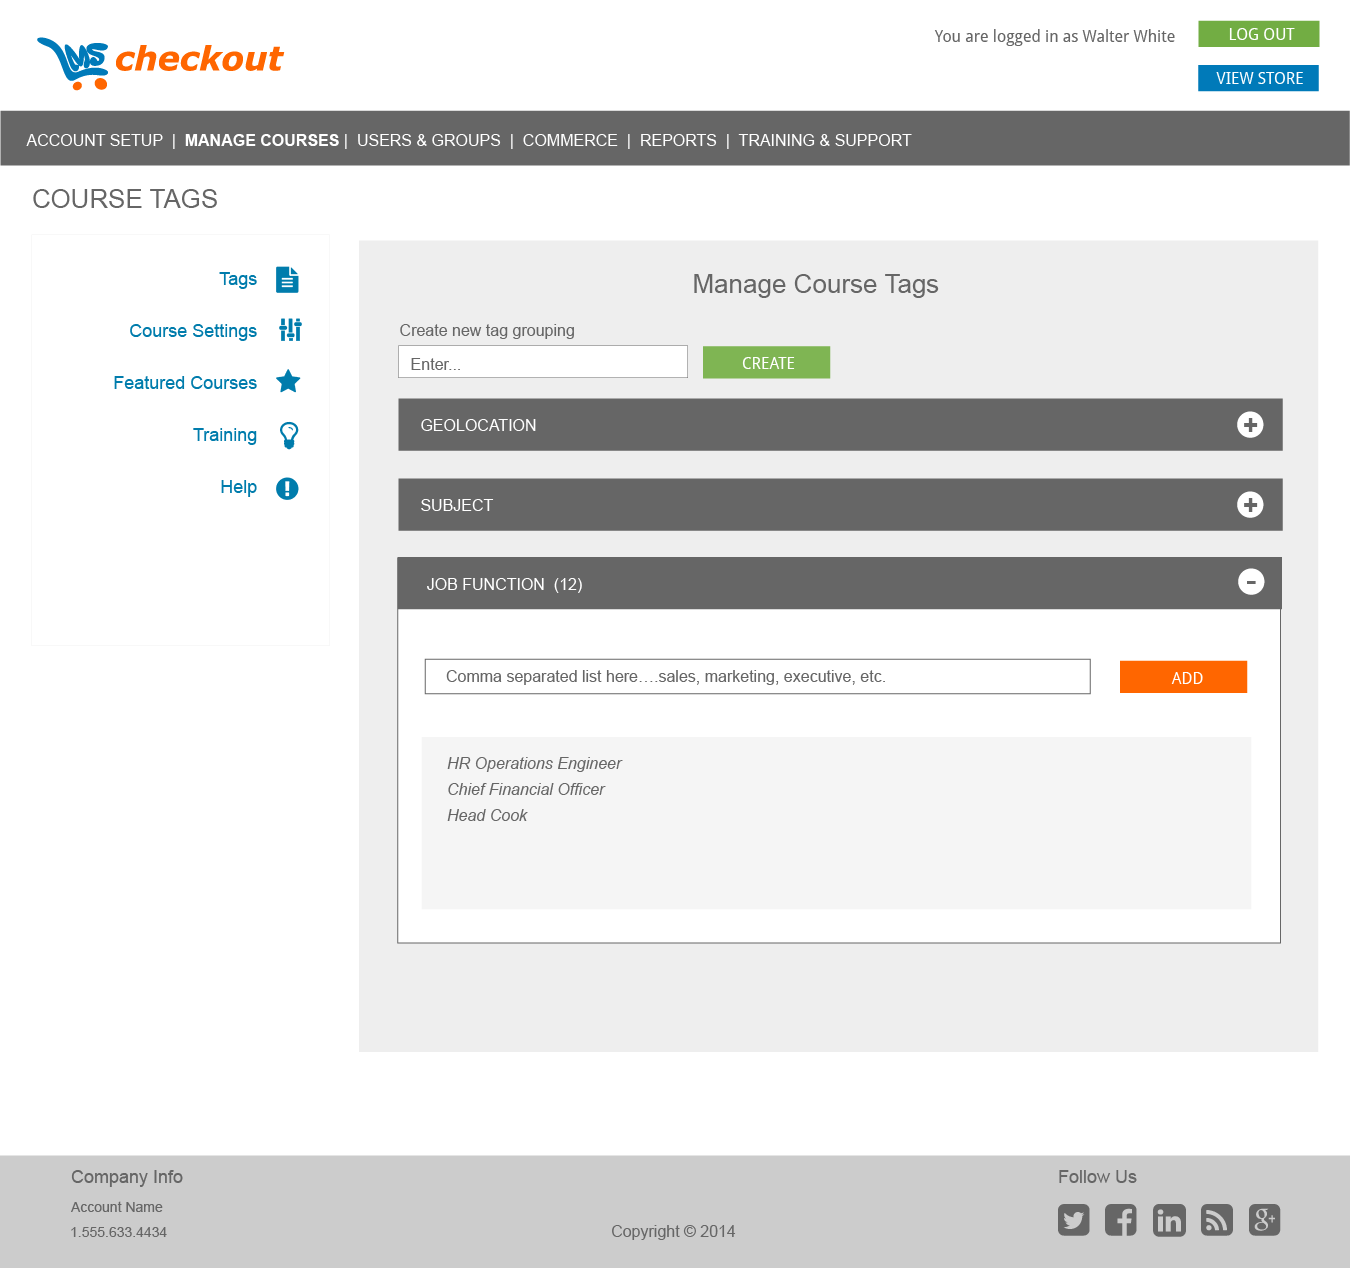 LMS checkout
You are logged in as Walter White
LOG OUT
VIEW STORE
ACCOUNT SETUP | MANAGE COURSES | USERS & GROUPS | COMMERCE | REPORTS | TRAINING & SUPPORT
COURSE TAGS
Tags
Course Settings
Featured Courses
Training
Help
Manage Course Tags
Create new tag grouping
Enter...
CREATE
GEOLOCATION
SUBJECT
JOB FUNCTION (12)
Comma separated list here….sales, marketing, executive, etc.
ADD
HR Operations Engineer
Chief Financial Officer
Head Cook
Company Info
Account Name
1.555.633.4434
Copyright © 2014
Follow Us